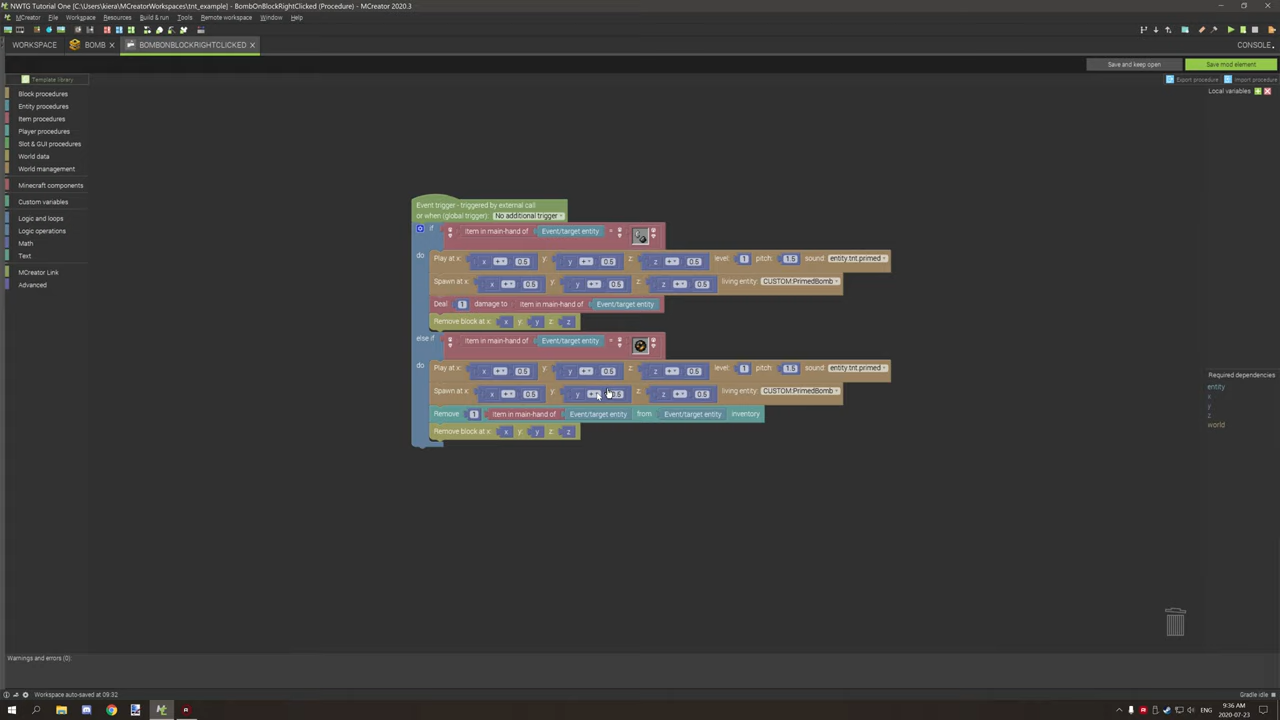 NWTG Tutorial One [C:\Users\kiera\MCreatorWorkspaces\tnt_example] - BombOnBlockRightClicked (Procedure) - MCreator 2020.3
MCreator File Workspace Resources Build & run Tools Remote workspace Window Help
WORKSPACE BOMB BOMBONBLOCKRIGHTCLICKED CONSOLE
Save and keep open Save mod element
Template library Export procedure Import procedure
Local variables
Block procedures
Entity procedures
Item procedures
Player procedures
Slot & GUI procedures
World data
World management
Minecraft components
Custom variables
Logic and loops
Logic operations
Math
Text
MCreator Link
Advanced
Event trigger - triggered by external call
or when (global trigger): No additional trigger
if Item in main-hand of Event/target entity =
do Play at x: x + 0.5 y: y + 0.5 z: z + 0.5 level: 1 pitch: 1.5 sound: entity.tnt.primed
Spawn at x: x + 0.5 y: y + 0.5 z: z + 0.5 living entity: CUSTOM:PrimedBomb
Deal 1 damage to Item in main-hand of Event/target entity
Remove block at x: x y: y z: z
else if Item in main-hand of Event/target entity =
do Play at x: x + 0.5 y: y + 0.5 z: z + 0.5 level: 1 pitch: 1.5 sound: entity.tnt.primed
Spawn at x: x + 0.5 y: y + 0.5 z: z + 0.5 living entity: CUSTOM:PrimedBomb
Remove 1 Item in main-hand of Event/target entity from Event/target entity inventory
Remove block at x: x y: y z: z
Required dependencies
entity
x
y
z
world
Warnings and errors (0):
Workspace auto-saved at 09:32 Gradle idle
ENG 9:36 AM
2020-07-23